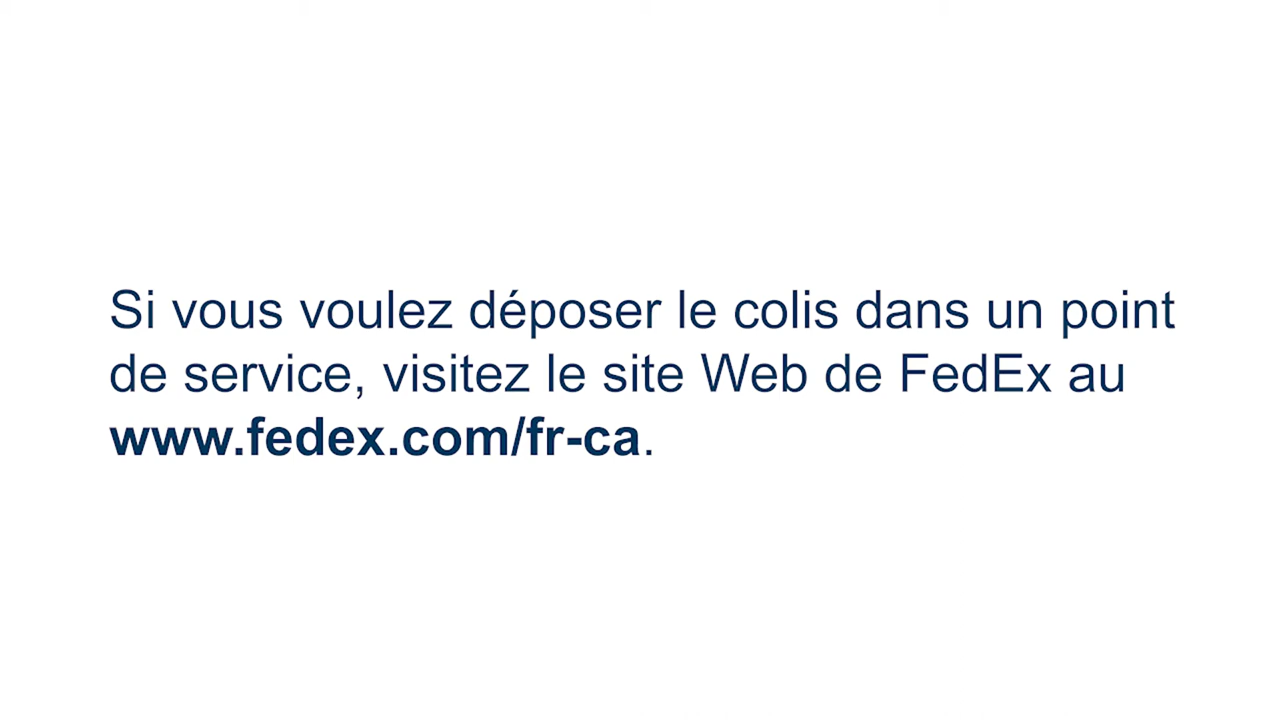 Si vous voulez déposer le colis dans un point
de service, visitez le site Web de FedEx au
www.fedex.com/fr-ca.